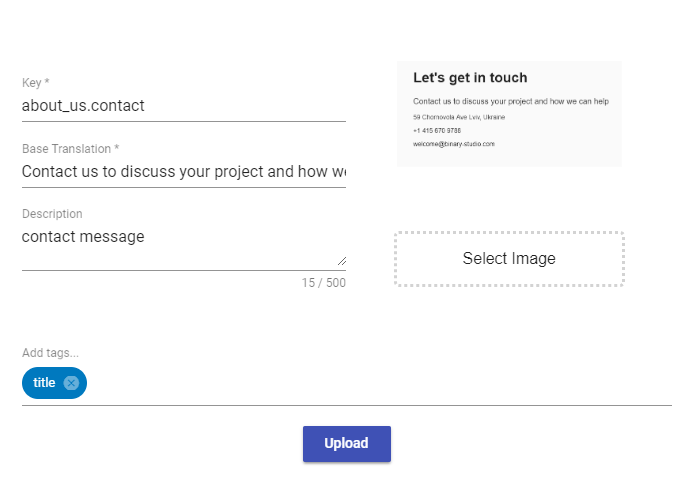 Key *
about_us.contact
Base Translation *
Contact us to discuss your project and how we
Description
contact message
15 / 500
Let's get in touch
Contact us to discuss your project and how we can help
59 Chornovola Ave Lviv, Ukraine
+1 415 670 9786
welcome@binary-studio.com
Select Image
Add tags...
title
Upload